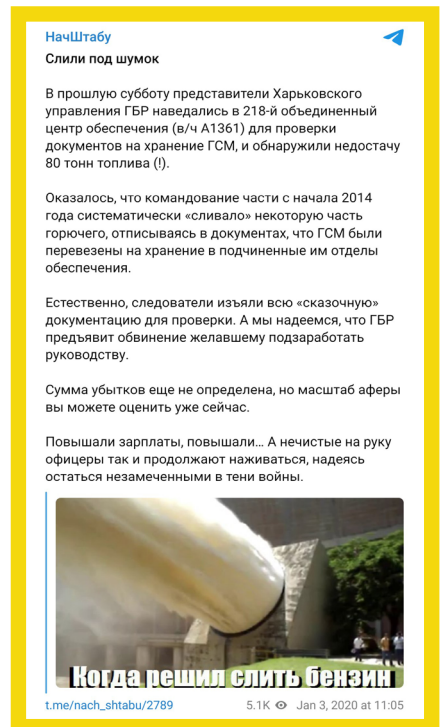 НачШтабу
Слили под шумок
В прошлую субботу представители Харьковского
управления ГБР наведались в 218-й объединенный
центр обеспечения (в/ч А1361) для проверки
документов на хранение ГСМ, и обнаружили недостачу
80 тонн топлива (!).
Оказалось, что командование части с начала 2014
года систематически «сливало» некоторую часть
горючего, отписываясь в документах, что ГСМ были
перевезены на хранение в подчиненные им отделы
обеспечения.
Естественно, следователи изъяли всю «сказочную»
документацию для проверки. А мы надеемся, что ГБР
предъявит обвинение желавшему подзаработать
руководству.
Сумма убытков еще не определена, но масштаб аферы
вы можете оценить уже сейчас.
Повышали зарплаты, повышали... А нечистые на руку
офицеры так и продолжают наживаться, надеясь
остаться незамеченными в тени войны.
Когда решил слить бензин
t.me/nach_shtabu/2789 5.1K Jan 3, 2020 at 11:05